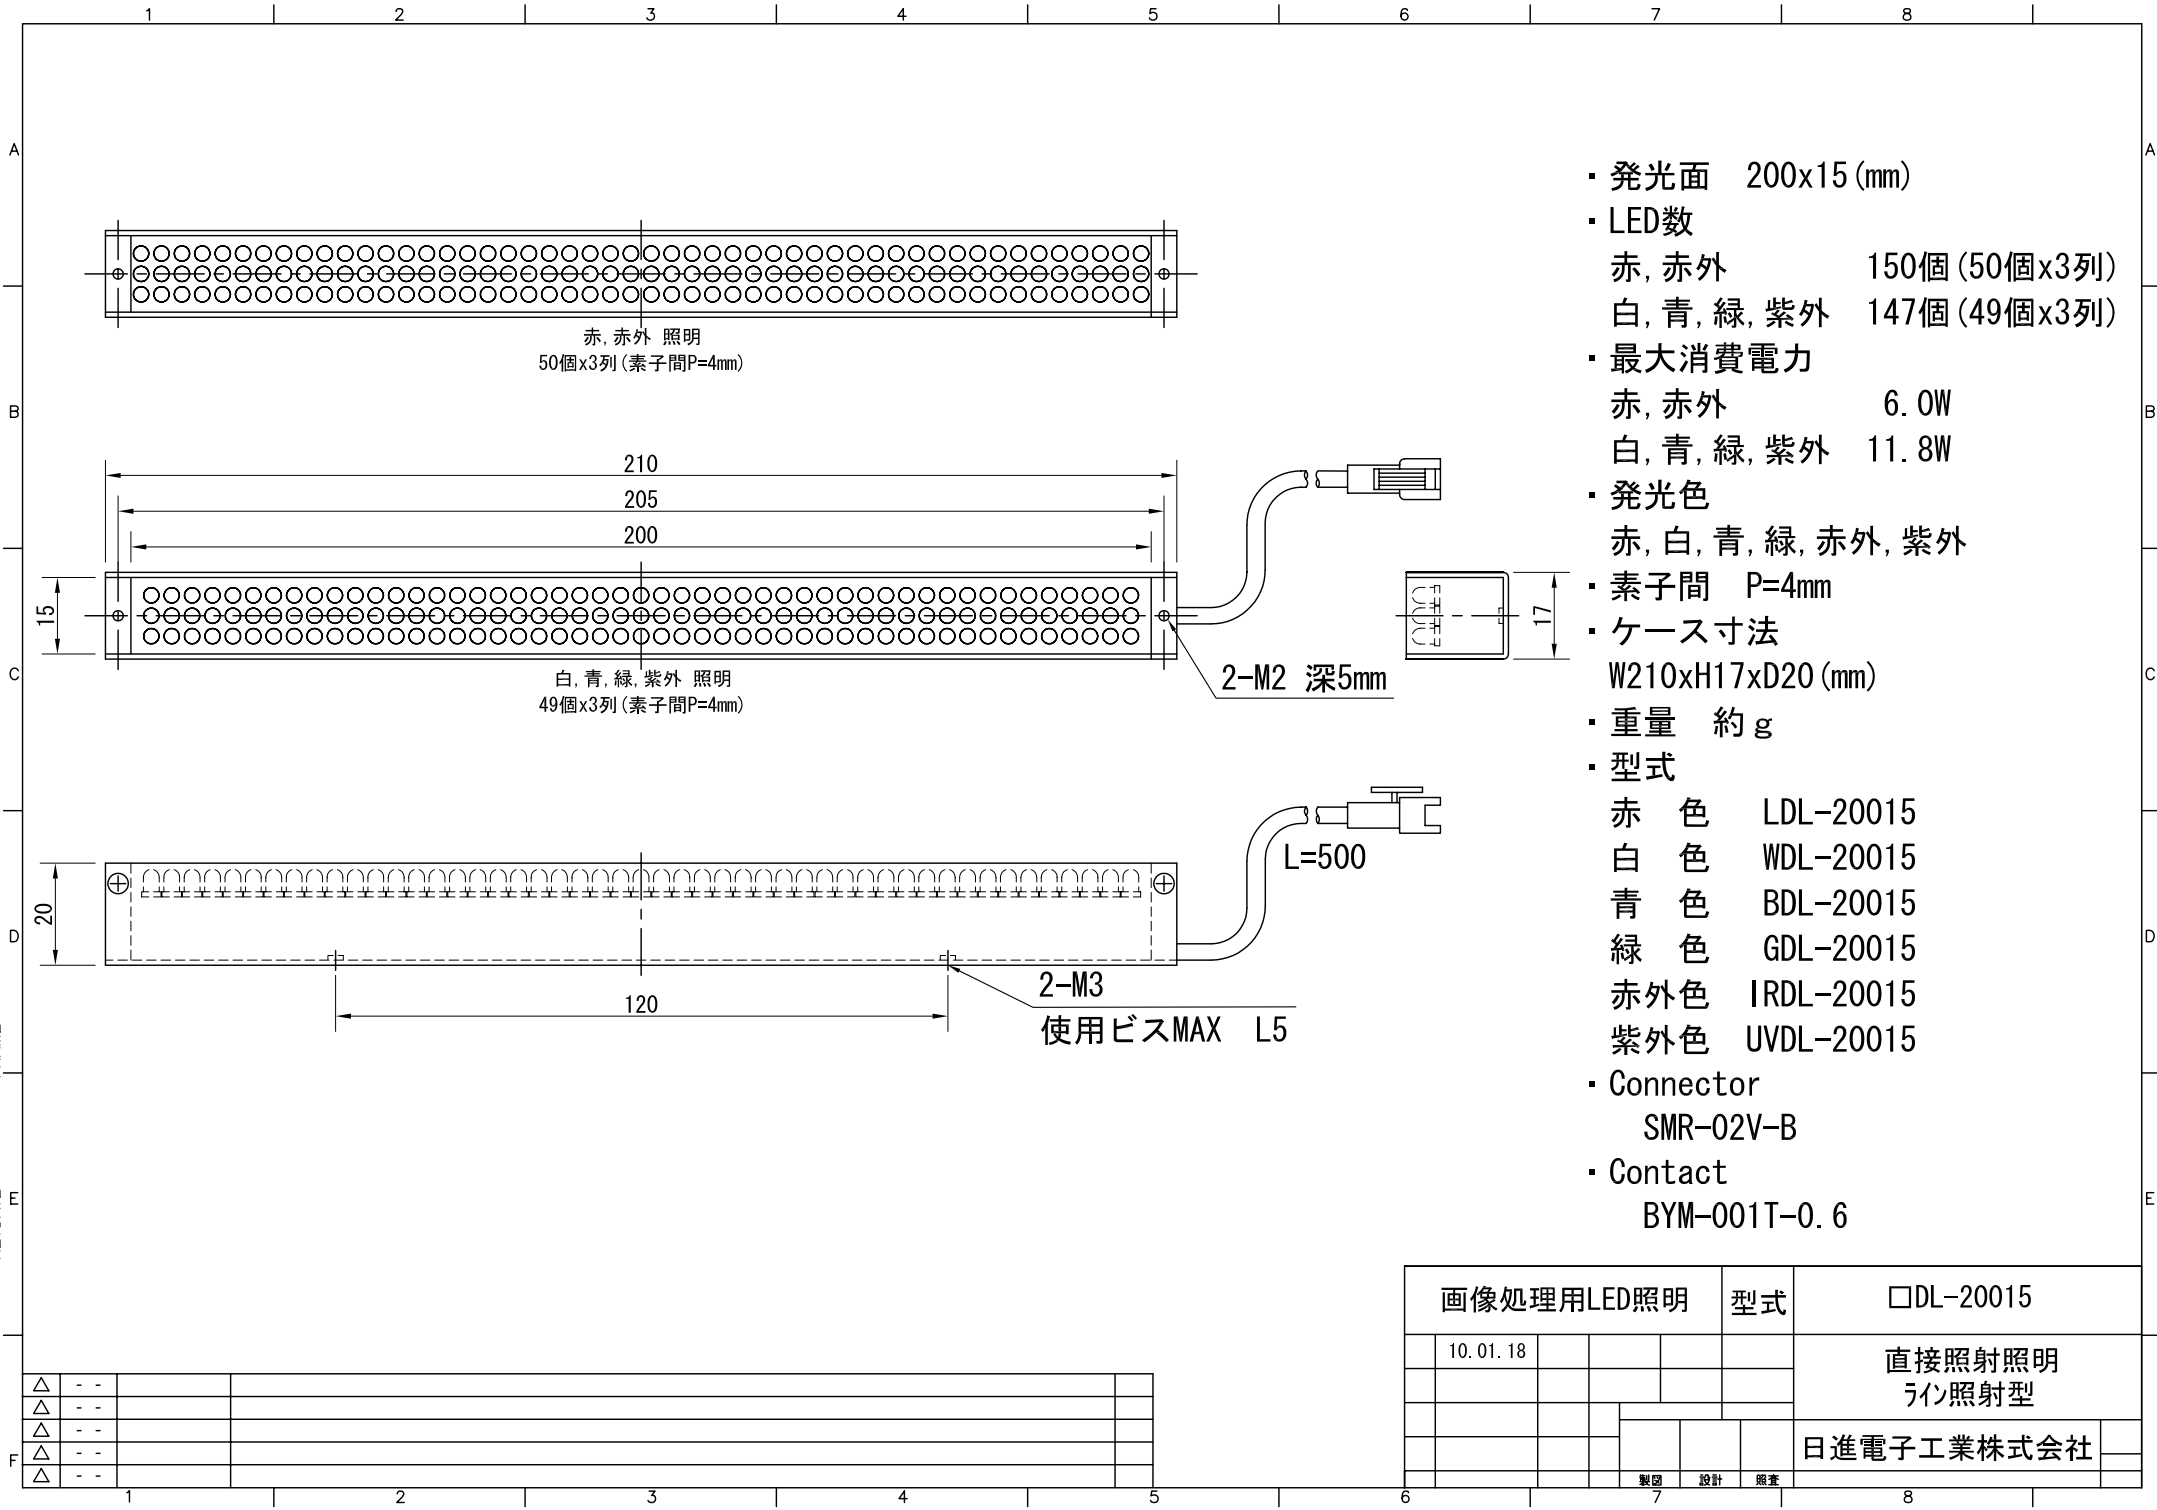 1 2 3 4 5 6 7 8
A
A
B
B
C
C
D
D
E
E
F
赤,赤外 照明
50個x3列(素子間P=4mm)
210
205
200
15
17
白,青,緑,紫外 照明
49個x3列(素子間P=4mm)
2-M2 深5mm
L=500
20
120
2-M3
使用ビスMAX L5
・発光面 200x15(mm)
・LED数
赤,赤外 150個(50個x3列)
白,青,緑,紫外 147個(49個x3列)
・最大消費電力
赤,赤外 6.0W
白,青,緑,紫外 11.8W
・発光色
赤,白,青,緑,赤外,紫外
・素子間 P=4mm
・ケース寸法
W210xH17xD20(mm)
・重量 約g
・型式
赤 色 LDL-20015
白 色 WDL-20015
青 色 BDL-20015
緑 色 GDL-20015
赤外色 IRDL-20015
紫外色 UVDL-20015
・Connector
SMR-02V-B
・Contact
BYM-001T-0.6
画像処理用LED照明 型式 □DL-20015
10.01.18
直接照射照明
ライン照射型
日進電子工業株式会社
製図 設計 照査
△ - -
△ - -
△ - -
△ - -
△ - -
1 2 3 4 5 6 7 8